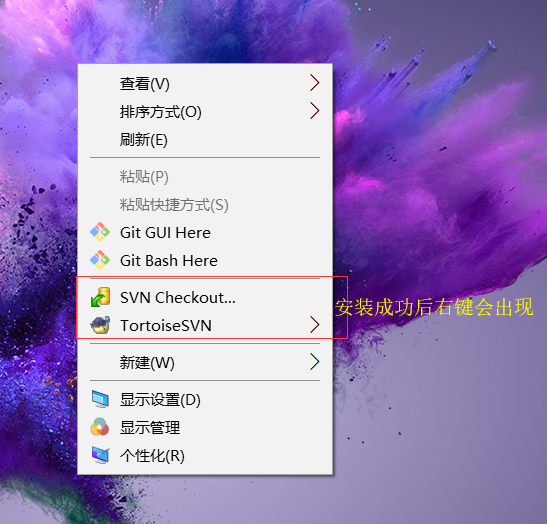 查看(V)
排序方式(O)
刷新(E)
粘贴(P)
粘贴快捷方式(S)
Git GUI Here
Git Bash Here
SVN Checkout...
安装成功后右键会出现
TortoiseSVN
新建(W)
显示设置(D)
显示管理
个性化(R)